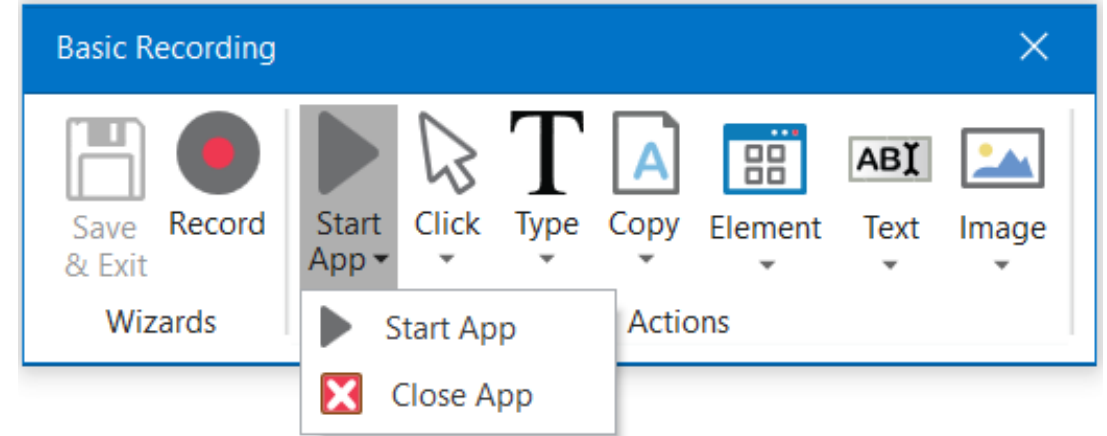 Basic Recording
Save
& Exit
Record
Start
App
Click
T
Type
A
Copy
Element
ABI
Text
Image
Wizards
Actions
Start App
Close App